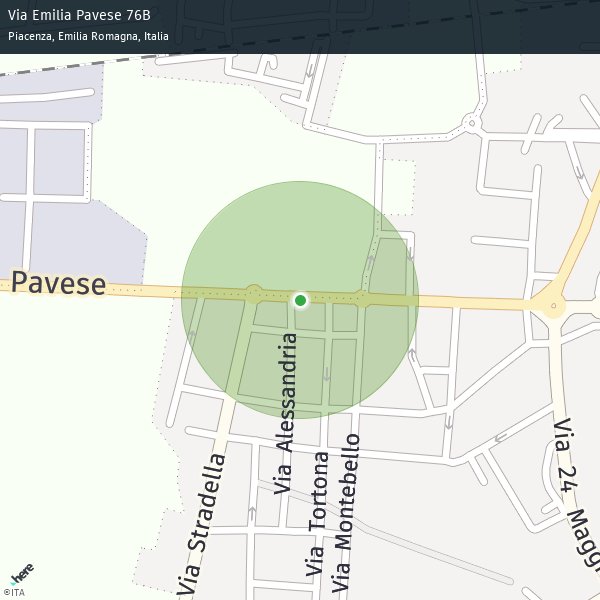 Via Emilia Pavese 76B
Piacenza, Emilia Romagna, Italia
Pavese
Via Alessandria
Via Tortona
Via Montebello
Via Stradella
Via 24 Maggi
here
©ITA